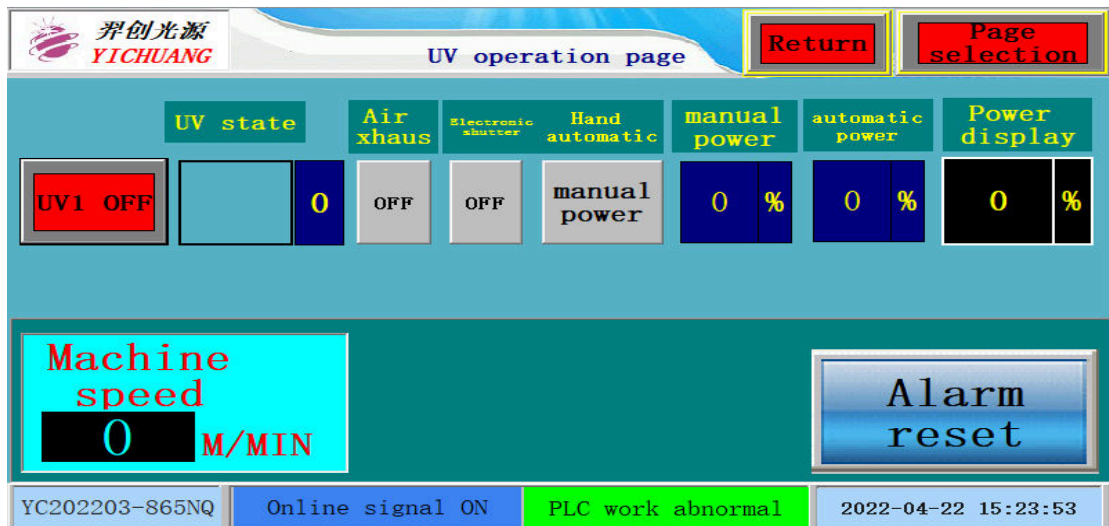 羿创光源
YICHUANG
UV operation page
Return
Page
selection
UV state
Air
xhaus
Electronic
shutter
Hand
automatic
manual
power
automatic
power
Power
display
UV1 OFF
0
OFF
OFF
manual
power
0 %
0 %
0 %
Machine
speed
0 M/MIN
Alarm
reset
YC202203-865NQ
Online signal ON
PLC work abnormal
2022-04-22 15:23:53